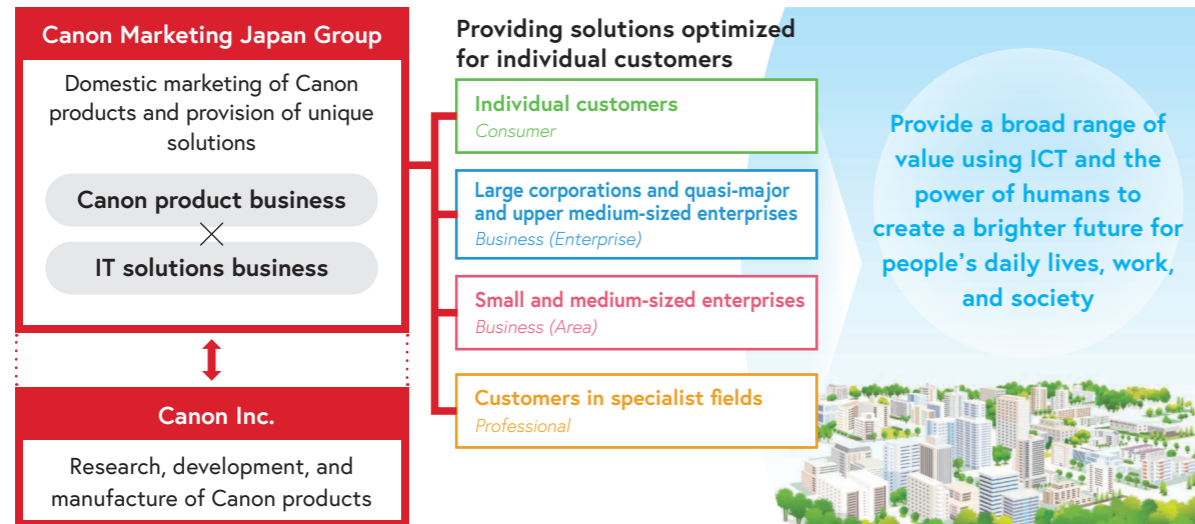 Canon Marketing Japan Group
Domestic marketing of Canon
products and provision of unique
solutions
Canon product business
×
IT solutions business
Canon Inc.
Research, development, and
manufacture of Canon products
Providing solutions optimized
for individual customers
Individual customers
Consumer
Large corporations and quasi-major
and upper medium-sized enterprises
Business (Enterprise)
Small and medium-sized enterprises
Business (Area)
Customers in specialist fields
Professional
Provide a broad range of
value using ICT and the
power of humans to
create a brighter future for
people's daily lives, work,
and society